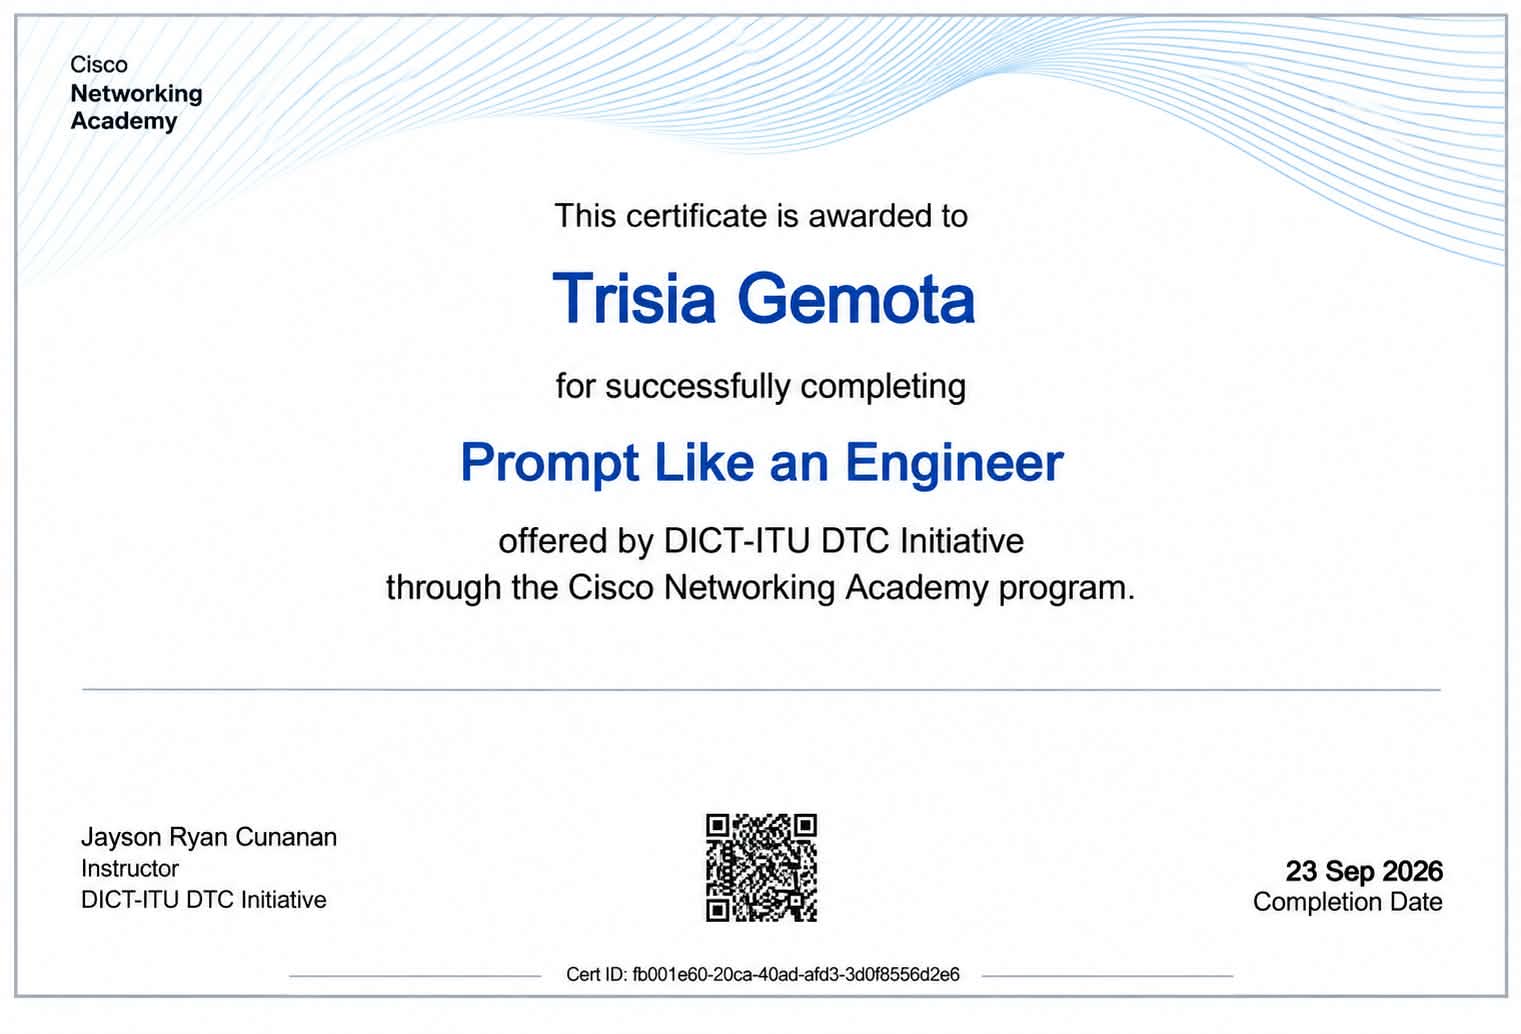 Cisco
Networking
Academy
This certificate is awarded to
Trisia Gemota
for successfully completing
Prompt Like an Engineer
offered by DICT-ITU DTC Initiative
through the Cisco Networking Academy program.
Jayson Ryan Cunanan
Instructor
DICT-ITU DTC Initiative
23 Sep 2026
Completion Date
Cert ID: fb001e60-20ca-40ad-afd3-3d0f8556d2e6